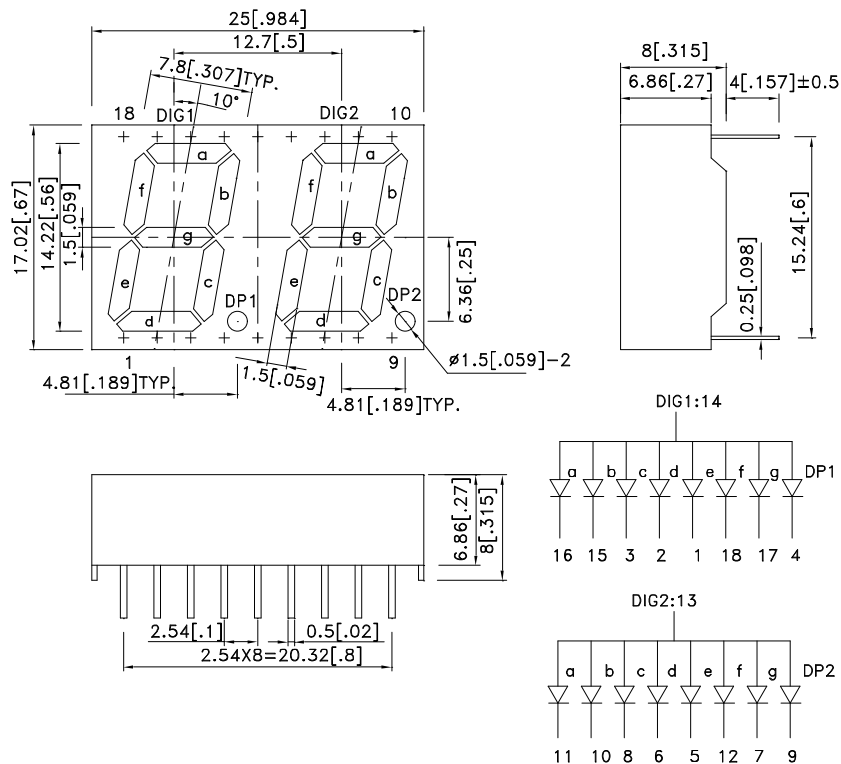 25[.984]
12.7[.5]
7.8[.307]TYP.
10°
18 DIG1 DIG2 10
a a
f b f b
g g
e c e c
d DP1 d DP2
1 9
17.02[.67]
14.22[.56]
1.5[.059]
6.36[.25]
4.81[.189]TYP.
1.5[.059]
ø1.5[.059]-2
4.81[.189]TYP.
8[.315]
6.86[.27] 4[.157]±0.5
15.24[.6]
0.25[.098]
6.86[.27]
8[.315]
2.54[.1] 0.5[.02]
2.54X8=20.32[.8]
DIG1:14
a b c d e f g DP1
16 15 3 2 1 18 17 4
DIG2:13
a b c d e f g DP2
11 10 8 6 5 12 7 9